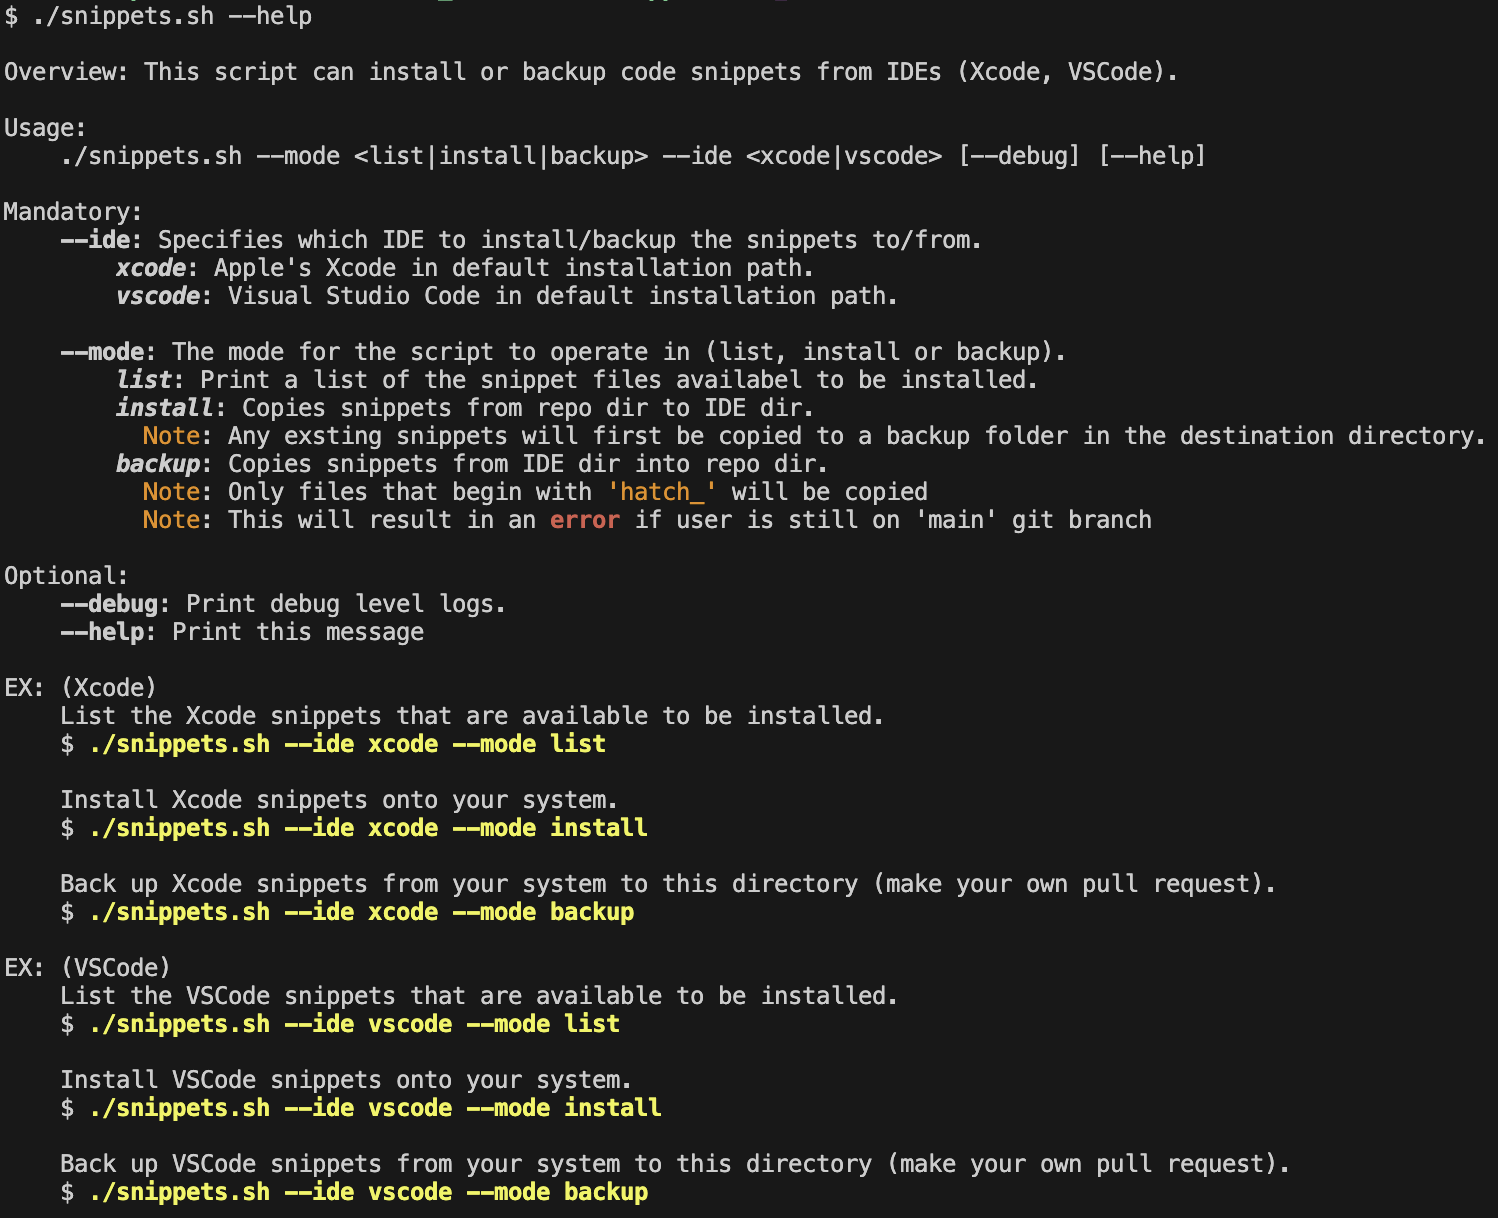 $ ./snippets.sh --help
Overview: This script can install or backup code snippets from IDEs (Xcode, VSCode).
Usage:
./snippets.sh --mode <list|install|backup> --ide <xcode|vscode> [--debug] [--help]
Mandatory:
--ide: Specifies which IDE to install/backup the snippets to/from.
xcode: Apple's Xcode in default installation path.
vscode: Visual Studio Code in default installation path.
--mode: The mode for the script to operate in (list, install or backup).
list: Print a list of the snippet files availabel to be installed.
install: Copies snippets from repo dir to IDE dir.
Note: Any exsting snippets will first be copied to a backup folder in the destination directory.
backup: Copies snippets from IDE dir into repo dir.
Note: Only files that begin with 'hatch_' will be copied
Note: This will result in an error if user is still on 'main' git branch
Optional:
--debug: Print debug level logs.
--help: Print this message
EX: (Xcode)
List the Xcode snippets that are available to be installed.
$ ./snippets.sh --ide xcode --mode list
Install Xcode snippets onto your system.
$ ./snippets.sh --ide xcode --mode install
Back up Xcode snippets from your system to this directory (make your own pull request).
$ ./snippets.sh --ide xcode --mode backup
EX: (VSCode)
List the VSCode snippets that are available to be installed.
$ ./snippets.sh --ide vscode --mode list
Install VSCode snippets onto your system.
$ ./snippets.sh --ide vscode --mode install
Back up VSCode snippets from your system to this directory (make your own pull request).
$ ./snippets.sh --ide vscode --mode backup